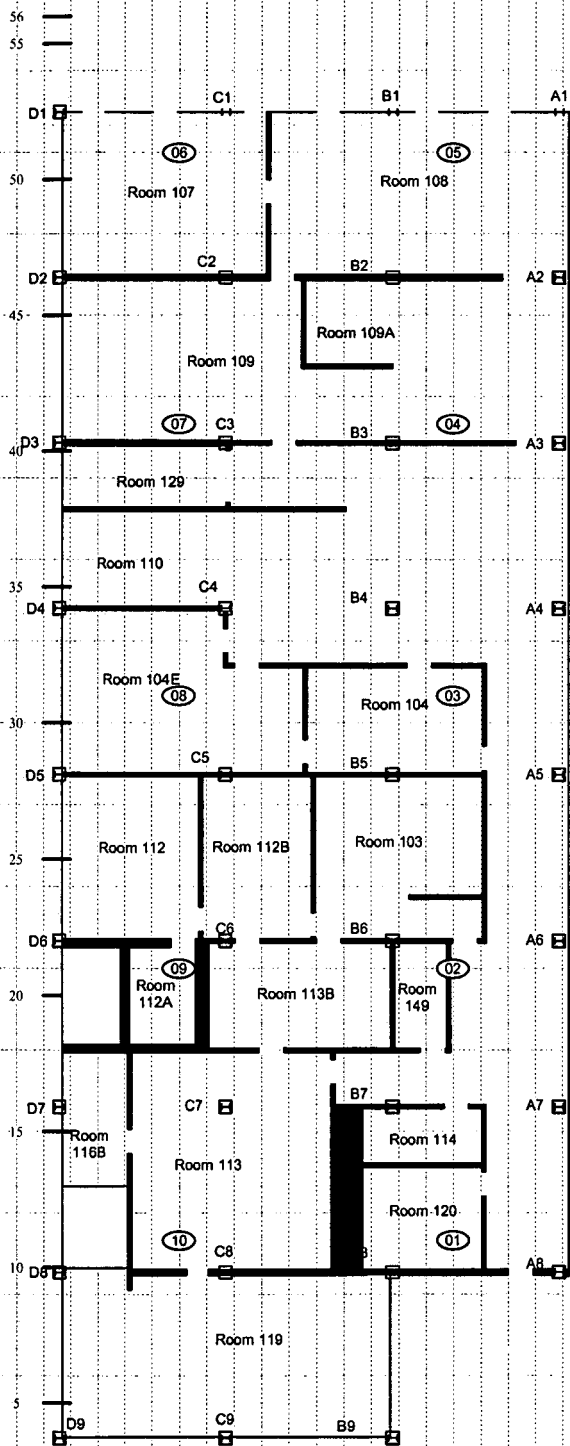 56
55
C1 B1 A1
D1
06 05
50
Room 107 Room 108
C2 B2
D2 A2
45
Room 109A
Room 109
07 C3 04
B3
D3 A3
40
Room 129
Room 110
35
C4 B4
D4 A4
Room 104E
08 03
Room 104
30
C5 B5
D5 A5
Room 112 Room 112B Room 103
25
C6 B6
D6 A6
09 02
20
Room
112A
Room 113B
Room
149
B7
D7 C7 A7
15
Room
116B
Room 114
Room 113
Room 120
10 01
C8
10
D8 A8
Room 119
5
D9 C9 B9